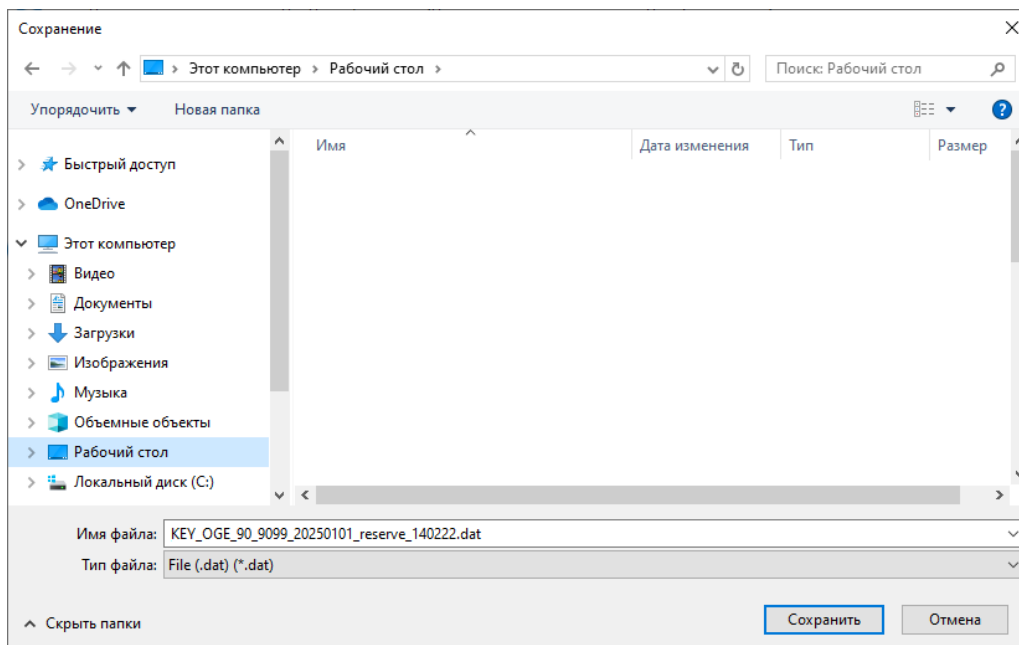 Сохранение
Этот компьютер > Рабочий стол >
Поиск: Рабочий стол
Упорядочить
Новая папка
?
Имя
Дата изменения
Тип
Размер
Быстрый доступ
OneDrive
Этот компьютер
Видео
Документы
Загрузки
Изображения
Музыка
Объемные объекты
Рабочий стол
Локальный диск (C:)
Имя файла: KEY_OGE_90_9099_20250101_reserve_140222.dat
Тип файла: File (.dat) (*.dat)
Скрыть папки
Сохранить
Отмена